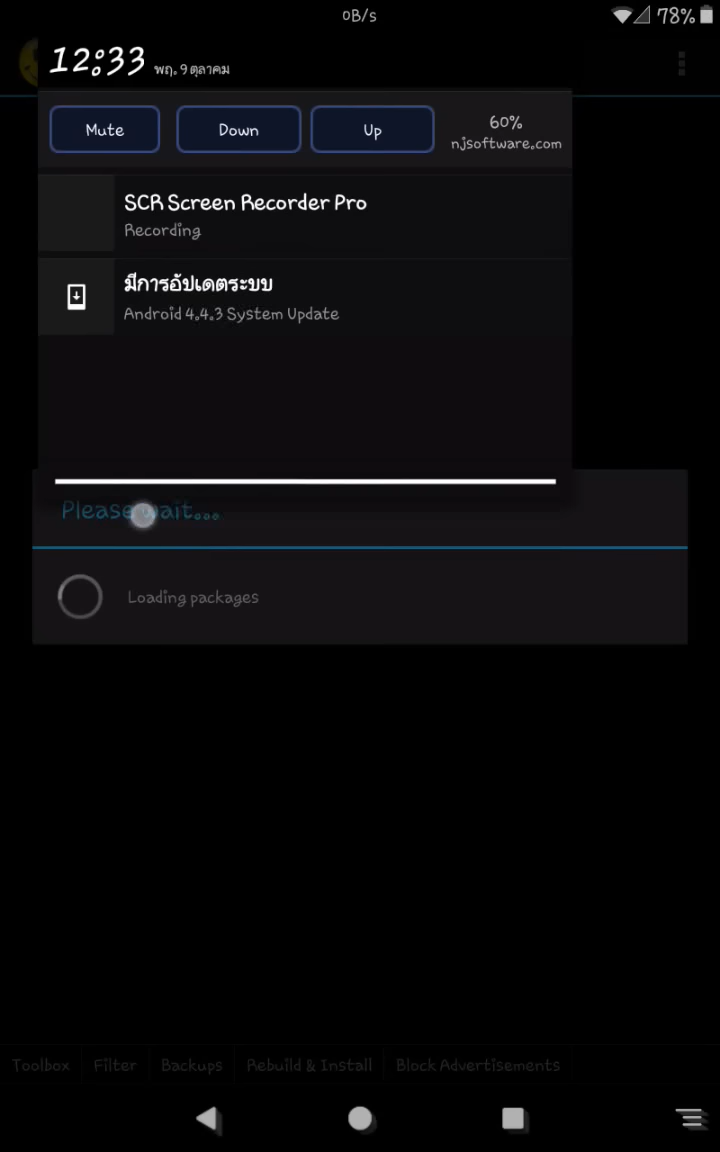 0B/s
78%
12:33 พฤ. 9 ตุลาคม
Mute
Down
Up
60%
njsoftware.com
SCR Screen Recorder Pro
Recording
มีการอัปเดตระบบ
Android 4.4.3 System Update
Please wait...
Loading packages
Toolbox
Filter
Backups
Rebuild & Install
Block Advertisements